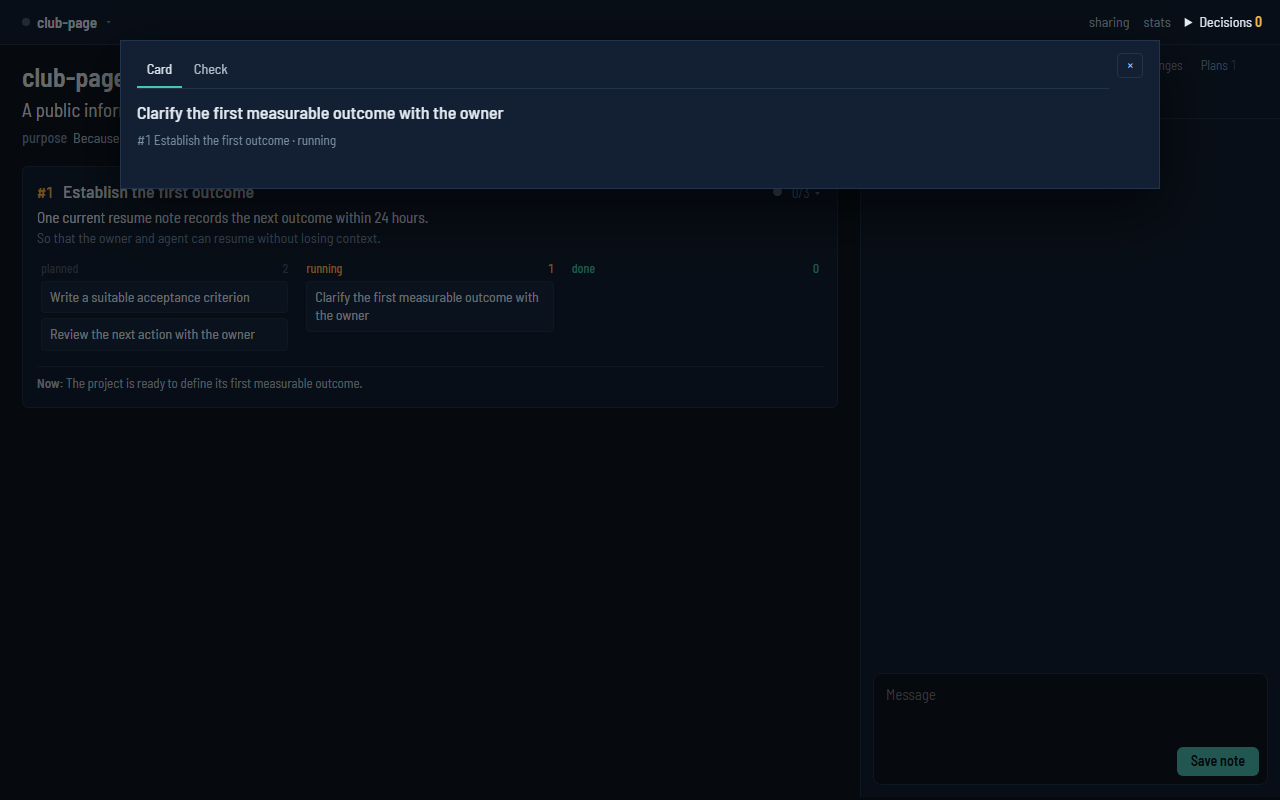 club-page
sharing stats ▶ Decisions 0
Card Check ×
Clarify the first measurable outcome with the owner
#1 Establish the first outcome · running
club-page
Plans 1
A public
purpose Because
#1 Establish the first outcome 0/3
One current resume note records the next outcome within 24 hours.
So that the owner and agent can resume without losing context.
planned 2 running 1 done 0
Write a suitable acceptance criterion
Review the next action with the owner
Clarify the first measurable outcome with
the owner
Now: The project is ready to define its first measurable outcome.
Message
Save note